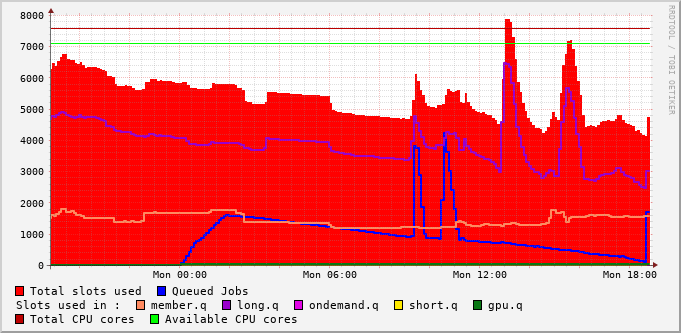 8000
7000
6000
5000
4000
3000
2000
1000
0
Mon 00:00 Mon 06:00 Mon 12:00 Mon 18:00
RRDTOOL / TOBI OETIKER
Total slots used Queued Jobs
Slots used in : member.q long.q ondemand.q short.q gpu.q
Total CPU cores Available CPU cores